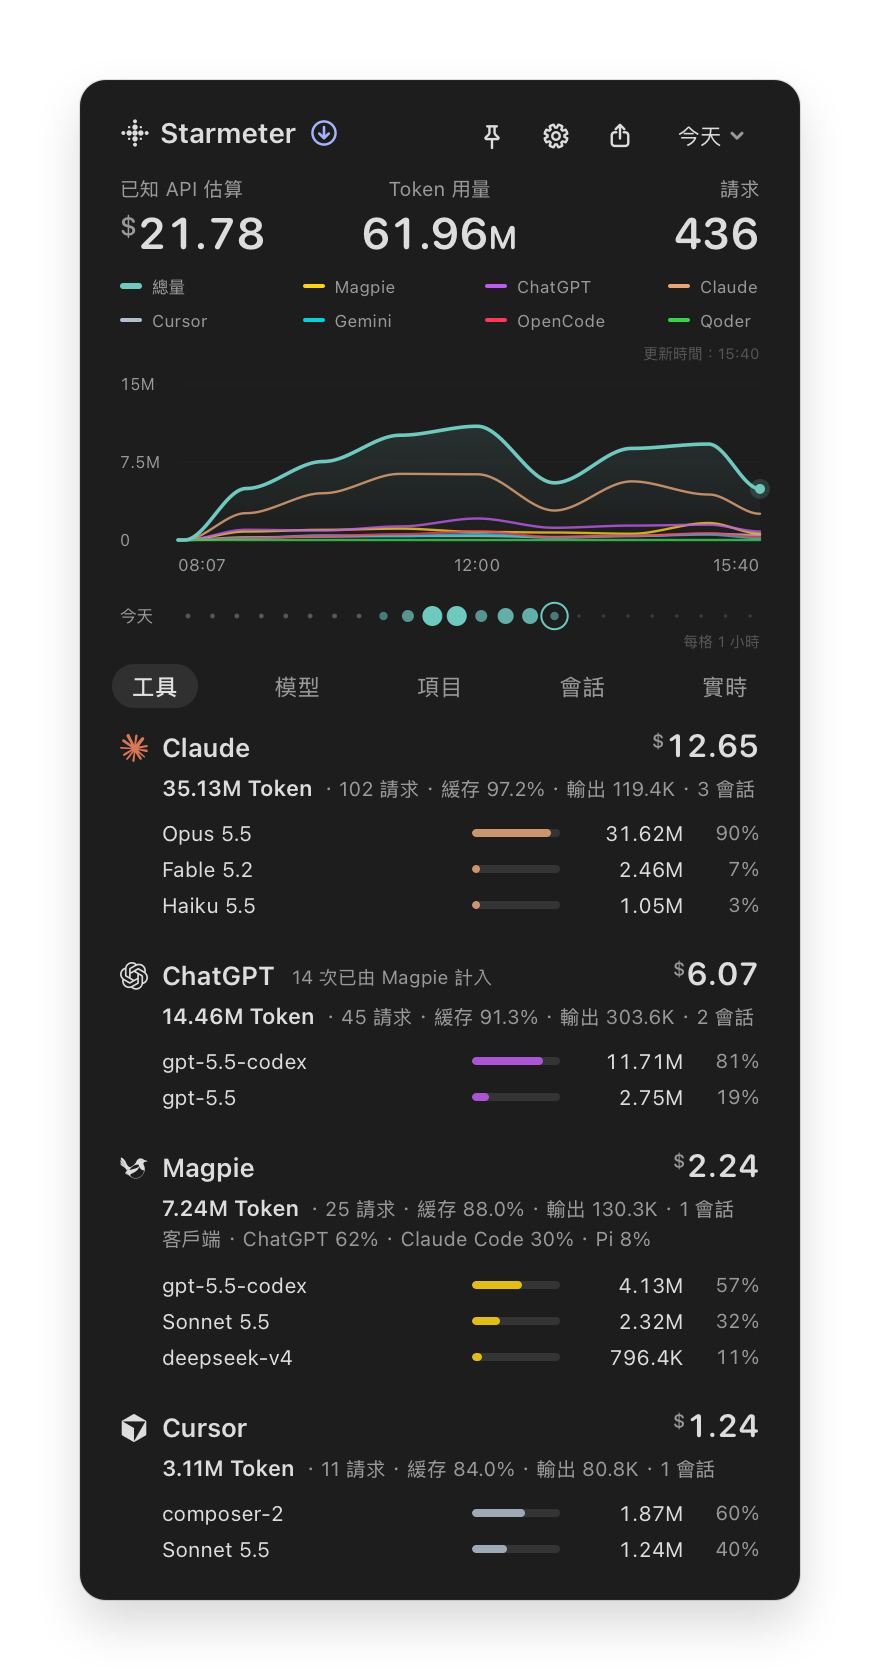 Starmeter
今天
已知 API 估算
Token 用量
請求
$21.78
61.96M
436
總量
Magpie
ChatGPT
Claude
Cursor
Gemini
OpenCode
Qoder
更新時間：15:40
15M
7.5M
0
08:07
12:00
15:40
今天
每格 1 小時
工具
模型
項目
會話
實時
Claude
$12.65
35.13M Token · 102 請求 · 緩存 97.2% · 輸出 119.4K · 3 會話
Opus 5.5 31.62M 90%
Fable 5.2 2.46M 7%
Haiku 5.5 1.05M 3%
ChatGPT 14 次已由 Magpie 計入
$6.07
14.46M Token · 45 請求 · 緩存 91.3% · 輸出 303.6K · 2 會話
gpt-5.5-codex 11.71M 81%
gpt-5.5 2.75M 19%
Magpie
$2.24
7.24M Token · 25 請求 · 緩存 88.0% · 輸出 130.3K · 1 會話
客戶端 · ChatGPT 62% · Claude Code 30% · Pi 8%
gpt-5.5-codex 4.13M 57%
Sonnet 5.5 2.32M 32%
deepseek-v4 796.4K 11%
Cursor
$1.24
3.11M Token · 11 請求 · 緩存 84.0% · 輸出 80.8K · 1 會話
composer-2 1.87M 60%
Sonnet 5.5 1.24M 40%